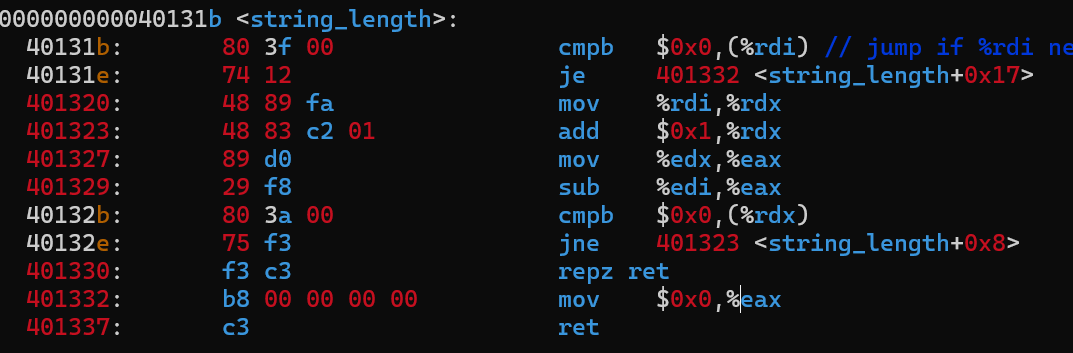 000000000040131b <string_length>:
40131b: 80 3f 00 cmpb $0x0,(%rdi) // jump if %rdi ne
40131e: 74 12 je 401332 <string_length+0x17>
401320: 48 89 fa mov %rdi,%rdx
401323: 48 83 c2 01 add $0x1,%rdx
401327: 89 d0 mov %edx,%eax
401329: 29 f8 sub %edi,%eax
40132b: 80 3a 00 cmpb $0x0,(%rdx)
40132e: 75 f3 jne 401323 <string_length+0x8>
401330: f3 c3 repz ret
401332: b8 00 00 00 00 mov $0x0,%eax
401337: c3 ret